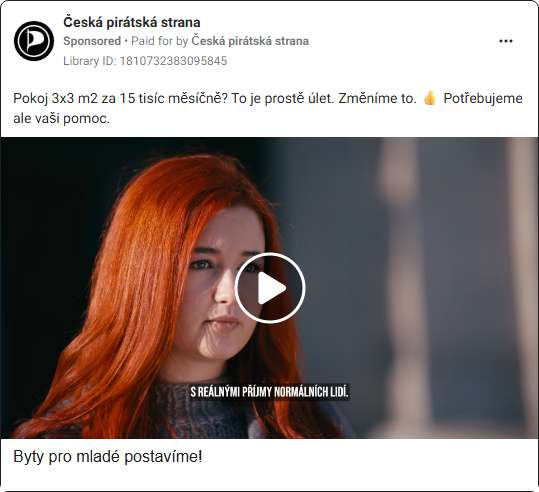 Česká pirátská strana
Sponsored • Paid for by Česká pirátská strana
Library ID: 1810732383095845
Pokoj 3x3 m2 za 15 tisíc měsíčně? To je prostě úlet. Změníme to. 👍 Potřebujeme
ale vaši pomoc.
S REÁLNÝMI PŘÍJMY NORMÁLNÍCH LIDÍ.
Byty pro mladé postavíme!